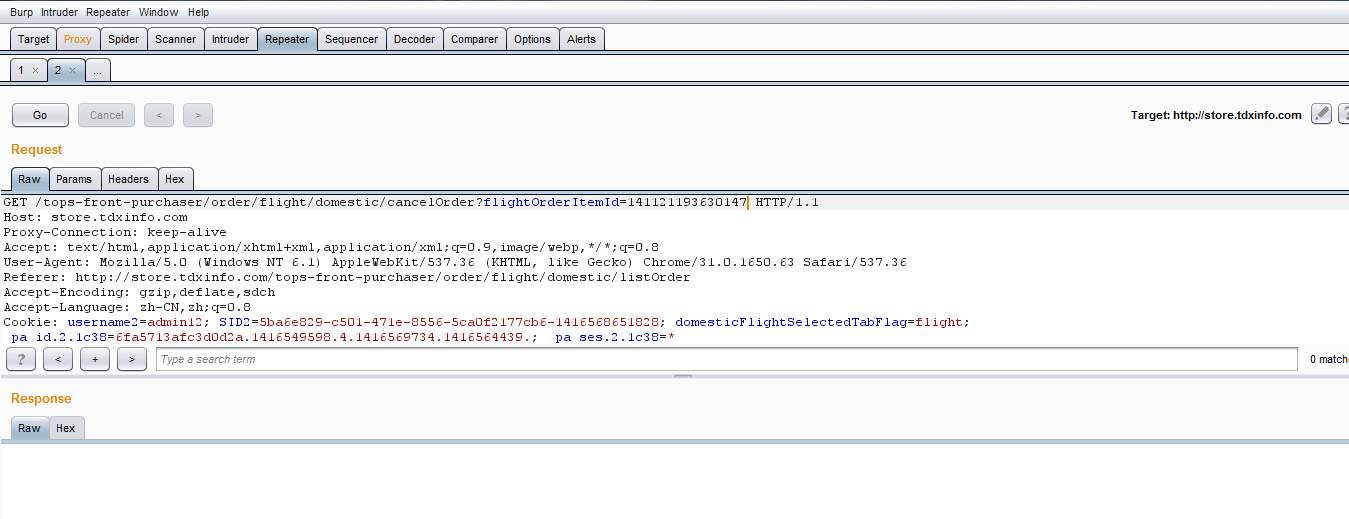 Burp Intruder Repeater Window Help
Target Proxy Spider Scanner Intruder Repeater Sequencer Decoder Comparer Options Alerts
1 × 2 × ...
Go Cancel < > Target: http://store.tdxinfo.com ?
Request
Raw Params Headers Hex
GET /tops-front-purchaser/order/flight/domestic/cancelOrder?flightOrderItemId=141121193630147 HTTP/1.1
Host: store.tdxinfo.com
Proxy-Connection: keep-alive
Accept: text/html,application/xhtml+xml,application/xml;q=0.9,image/webp,*/*;q=0.8
User-Agent: Mozilla/5.0 (Windows NT 6.1) AppleWebKit/537.36 (KHTML, like Gecko) Chrome/31.0.1650.63 Safari/537.36
Referer: http://store.tdxinfo.com/tops-front-purchaser/order/flight/domestic/listOrder
Accept-Encoding: gzip,deflate,sdch
Accept-Language: zh-CN,zh;q=0.8
Cookie: username2=admin12; SID2=5ba6e829-c501-471e-8556-5ca0f2177cb6-1416568651828; domesticFlightSelectedTabFlag=flight;
_pa_id.2.1c38=6fa5713afc3d0d2a.1416549598.4.1416569734.1416564439.; _pa_ses.2.1c38=*
? < + > Type a search term 0 matche
Response
Raw Hex